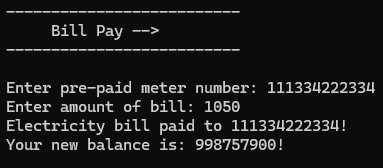 --------------------------
Bill Pay -->
--------------------------
Enter pre-paid meter number: 111334222334
Enter amount of bill: 1050
Electricity bill paid to 111334222334!
Your new balance is: 998757900!